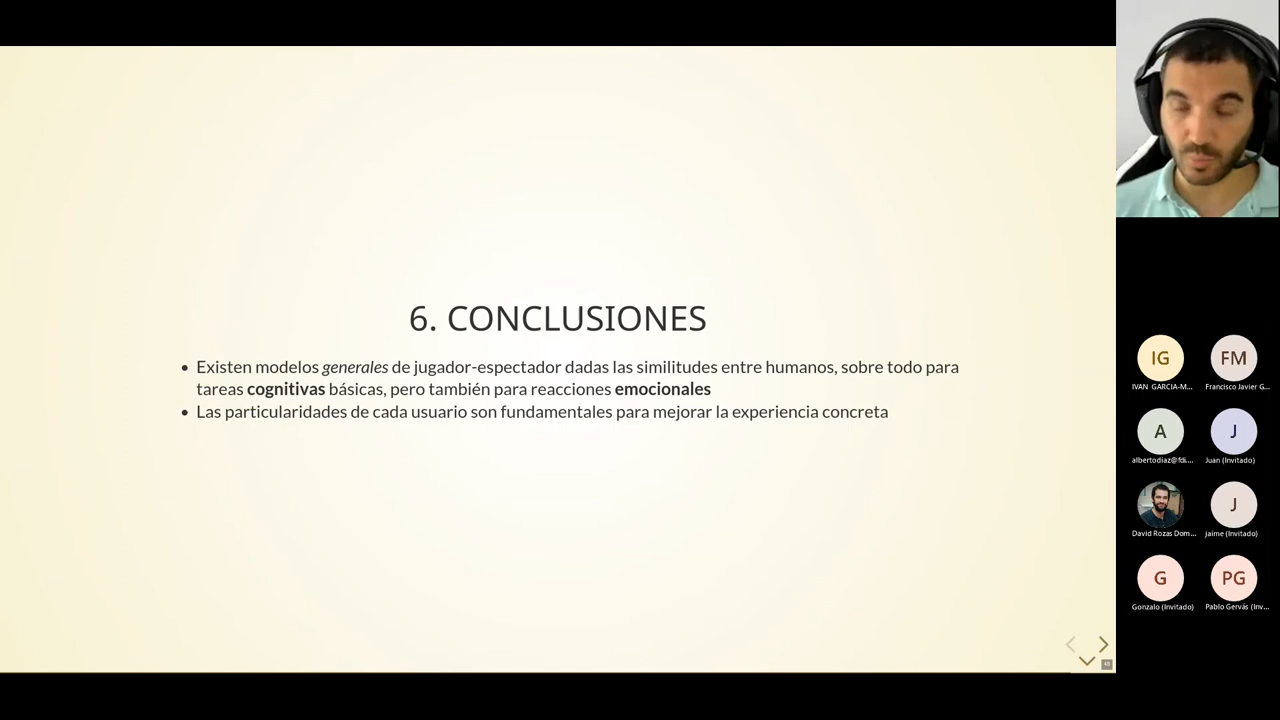 6. CONCLUSIONES
• Existen modelos generales de jugador-espectador dadas las similitudes entre humanos, sobre todo para
tareas cognitivas básicas, pero también para reacciones emocionales
• Las particularidades de cada usuario son fundamentales para mejorar la experiencia concreta
48
IG
FM
IVAN GARCIA-M...
Francisco Javier G...
A
J
albertodiaz@fdi....
Juan (Invitado)
J
David Rozas Dom...
jaime (Invitado)
G
PG
Gonzalo (Invitado)
Pablo Gervás (Inv...